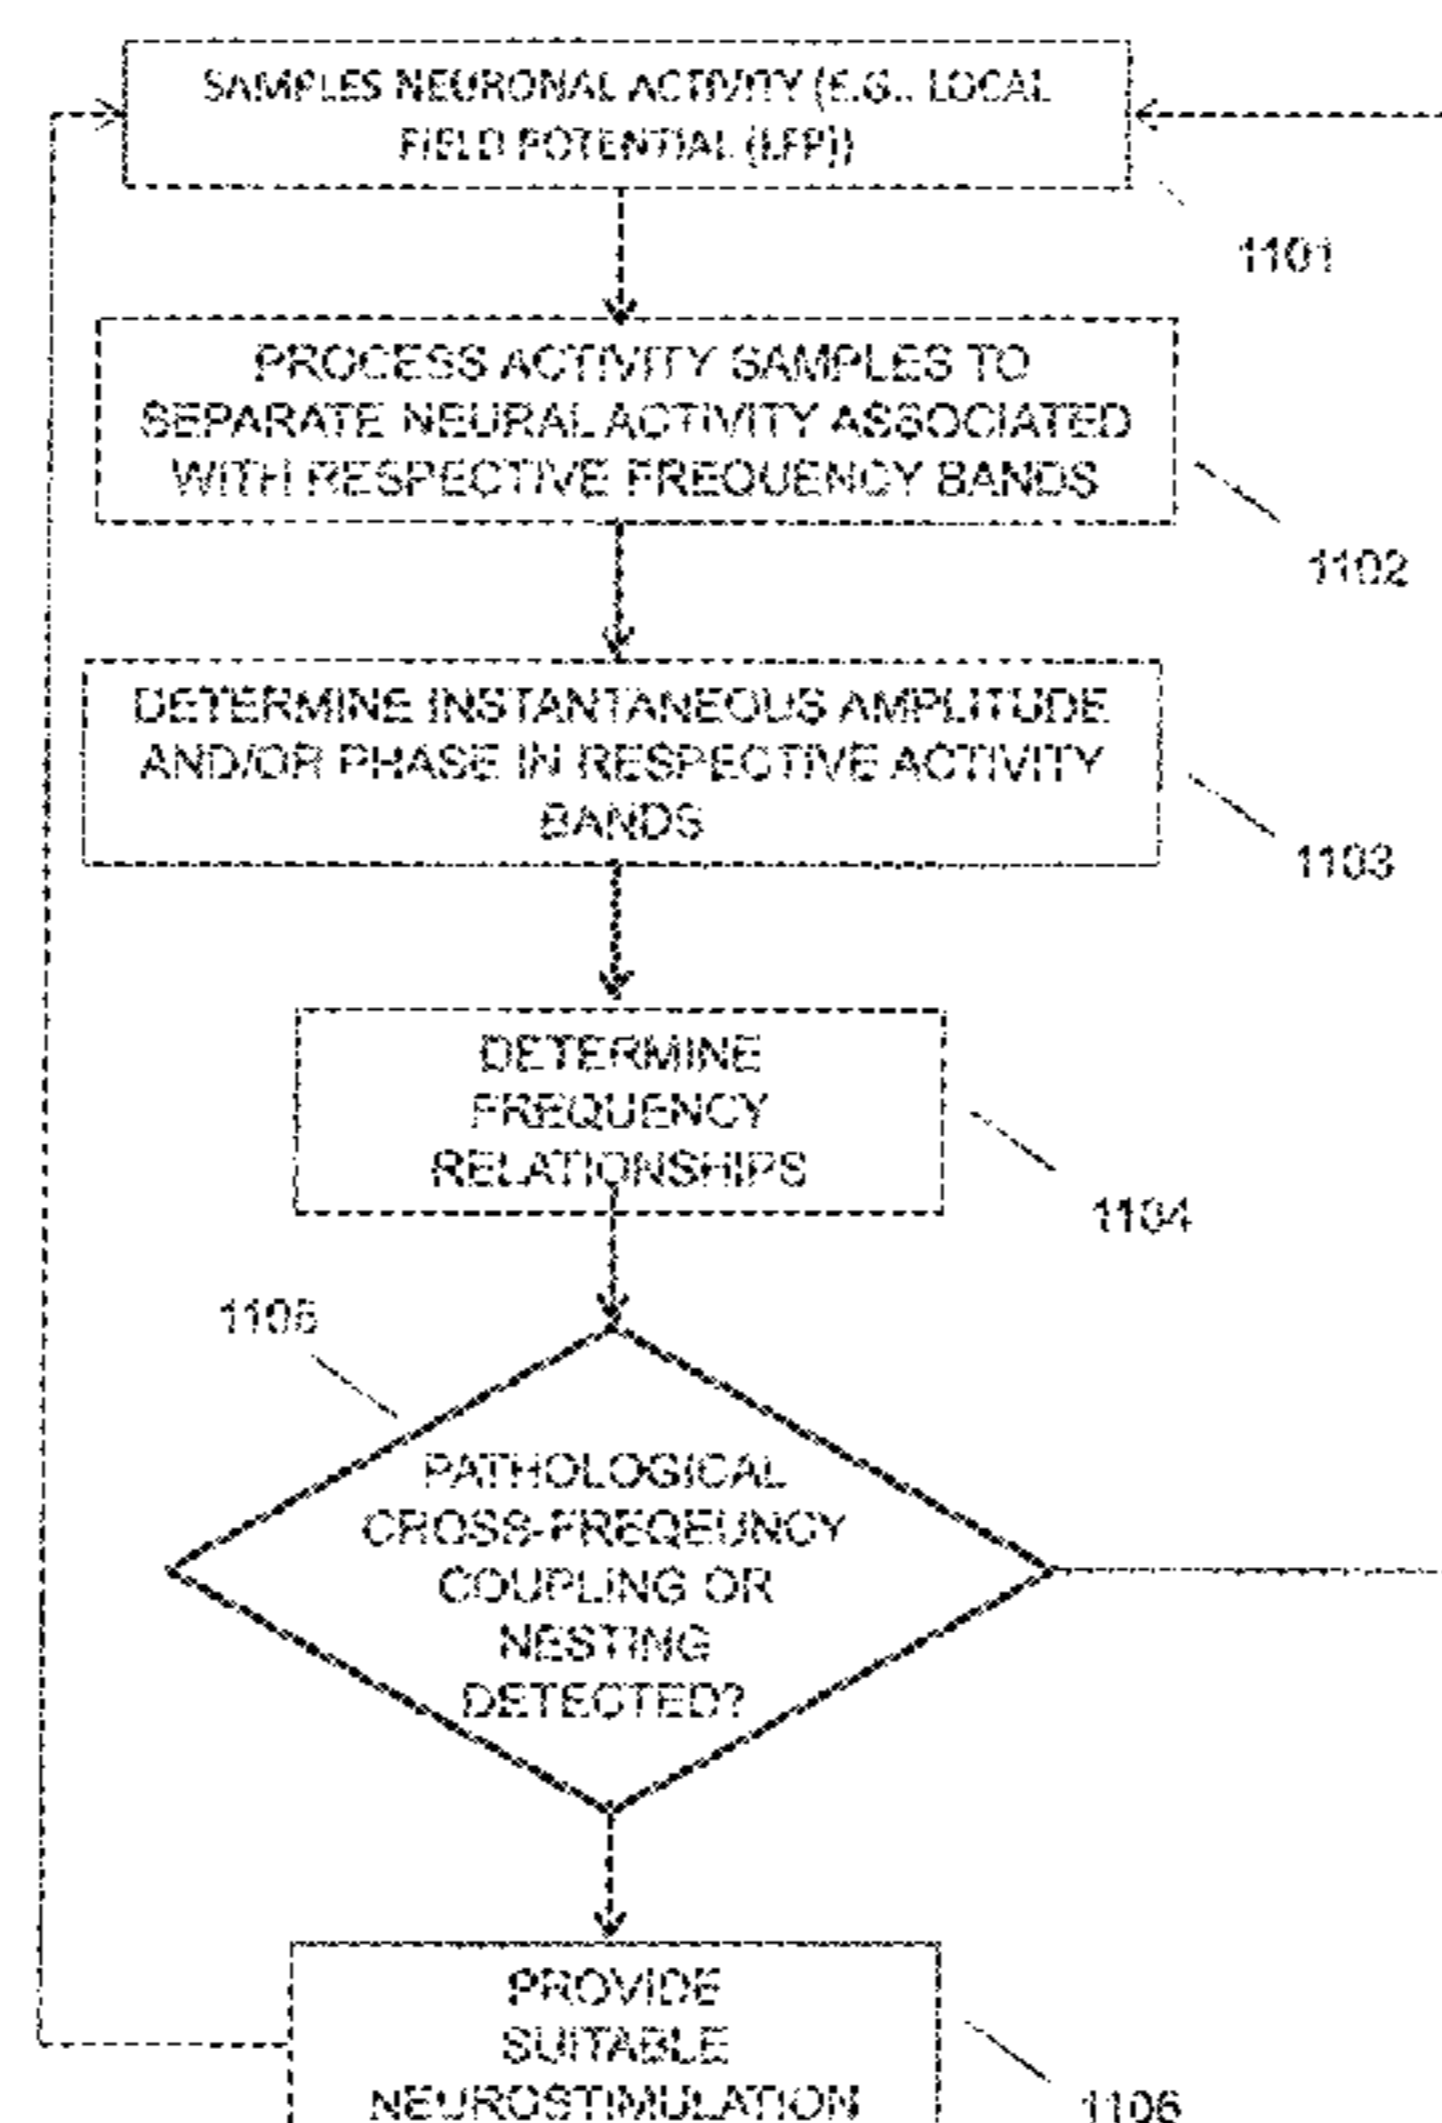 SAMPLES NEURONAL ACTIVITY (E.G., LOCAL
FIELD POTENTIAL (LFP))
1101
PROCESS ACTIVITY SAMPLES TO
SEPARATE NEURAL ACTIVITY ASSOCIATED
WITH RESPECTIVE FREQUENCY BANDS
1102
DETERMINE INSTANTANEOUS AMPLITUDE
AND/OR PHASE IN RESPECTIVE ACTIVITY
BANDS
1103
DETERMINE
FREQUENCY
RELATIONSHIPS
1104
1105
PATHOLOGICAL
CROSS-FREQEUNCY
COUPLING OR
NESTING
DETECTED?
PROVIDE
SUITABLE
NEUROSTIMULATION
1106